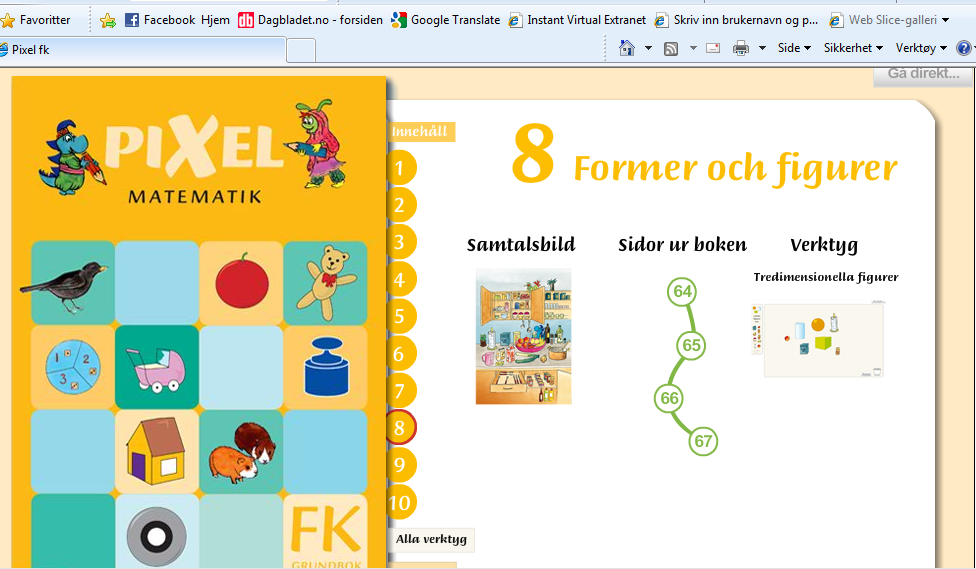 Favoritter Facebook Hjem Dagbladet.no - forsiden Google Translate Instant Virtual Extranet Skriv inn brukernavn og p... Web Slice-galleri
Pixel fk Side Sikkerhet Verktøy
Gå direkt...
PIXEL
MATEMATIK
1 2
3
FK
GRUNDBOK
Innehåll
1
2
3
4
5
6
7
8
9
10
Alla verktyg
8 Former och figurer
Samtalsbild Sidor ur boken Verktyg
Tredimensionella figurer
64
65
66
67